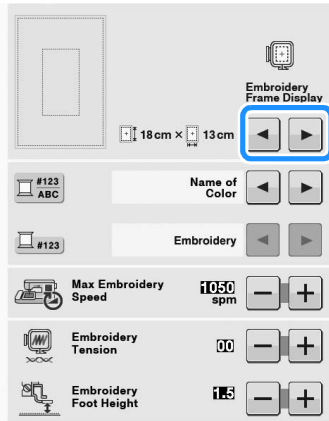 Embroidery
Frame Display
18cm × 13cm
#123
ABC
Name of
Color
#123
Embroidery
Max Embroidery
Speed
1050
spm
Embroidery
Tension
00
Embroidery
Foot Height
1.5